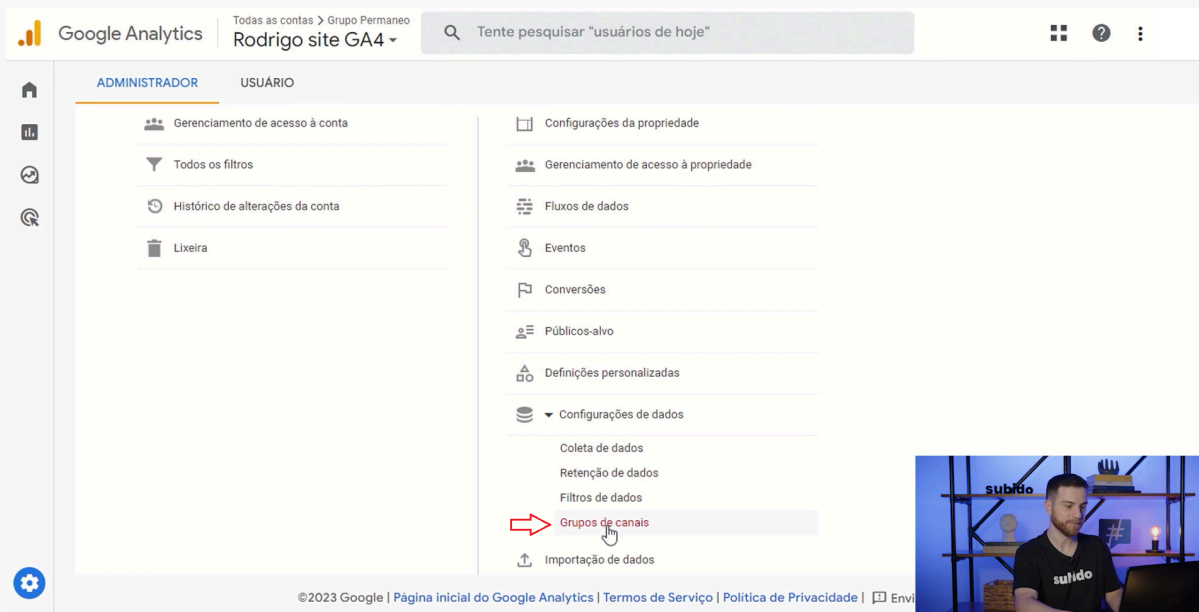 Google Analytics
Todas as contas > Grupo Permaneo
Rodrigo site GA4
Tente pesquisar "usuários de hoje"
ADMINISTRADOR
USUÁRIO
Gerenciamento de acesso à conta
Todos os filtros
Histórico de alterações da conta
Lixeira
Configurações da propriedade
Gerenciamento de acesso à propriedade
Fluxos de dados
Eventos
Conversões
Públicos-alvo
Definições personalizadas
Configurações de dados
Coleta de dados
Retenção de dados
Filtros de dados
Grupos de canais
Importação de dados
©2023 Google | Página inicial do Google Analytics | Termos de Serviço | Política de Privacidade | Envi
subido
#
subido